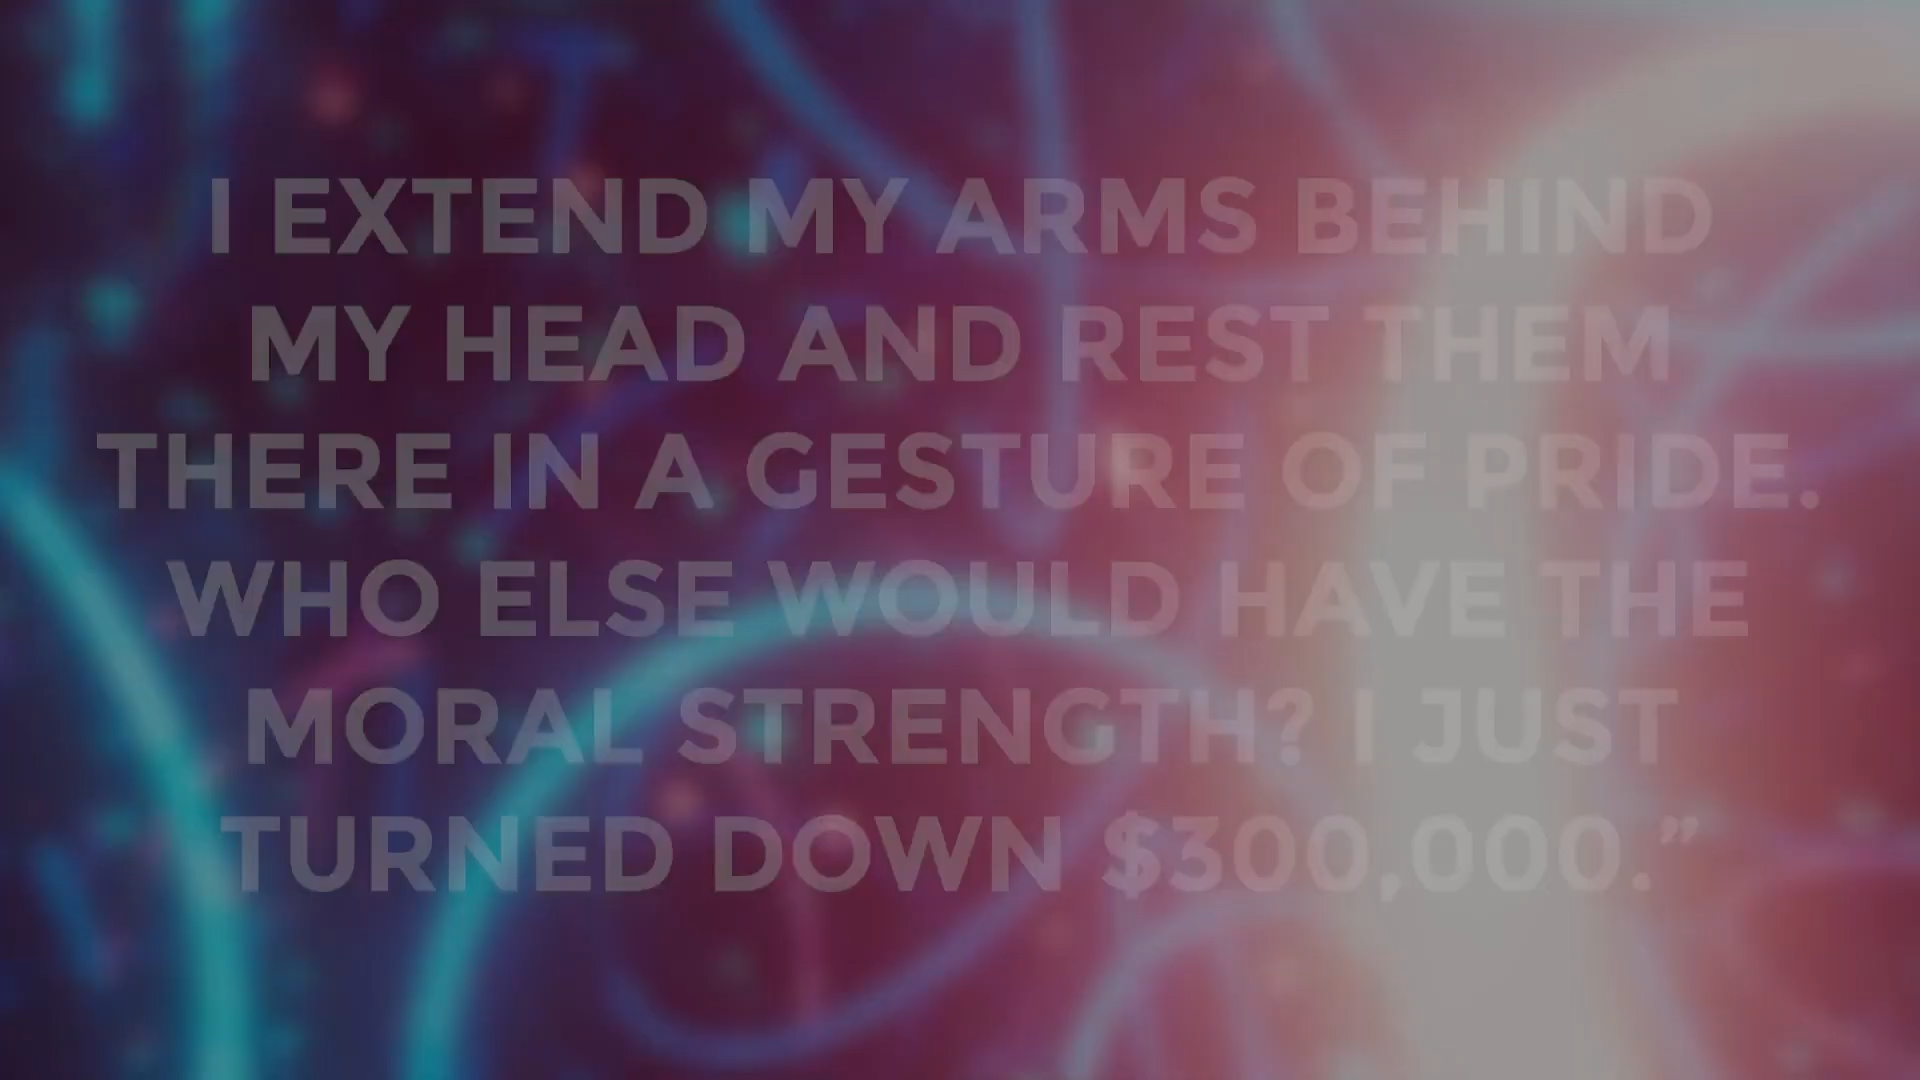 I EXTEND MY ARMS BEHIND
MY HEAD AND REST THEM
THERE IN A GESTURE OF PRIDE.
WHO ELSE WOULD HAVE THE
MORAL STRENGTH? I JUST
TURNED DOWN $300,000.”